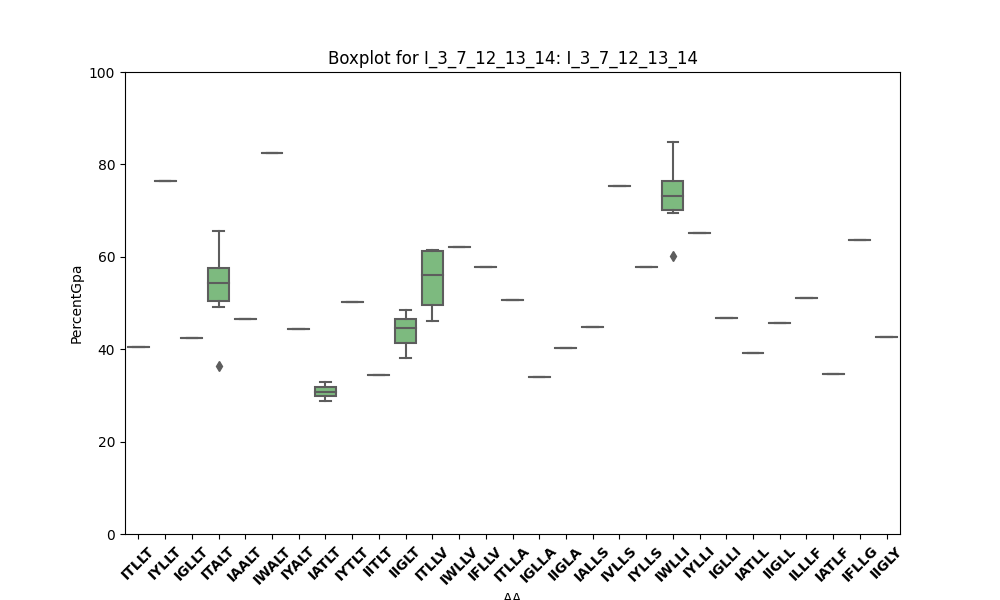 Boxplot for I_3_7_12_13_14: I_3_7_12_13_14
100
80
60
40
20
0
PercentGpa
ITLLT
IYLLT
IGLLT
ITALT
IAALT
IWALT
IYALT
IATLT
IYTLT
IITLT
IIGLT
ITLLV
IWLLV
IFLLV
ITLLA
IGLLA
IIGLA
IALLS
IVLLS
IYLLS
IWLLI
IYLLI
IGLLI
IATLL
IIGLL
ILLLF
IATLF
IFLLG
IIGLY
AA